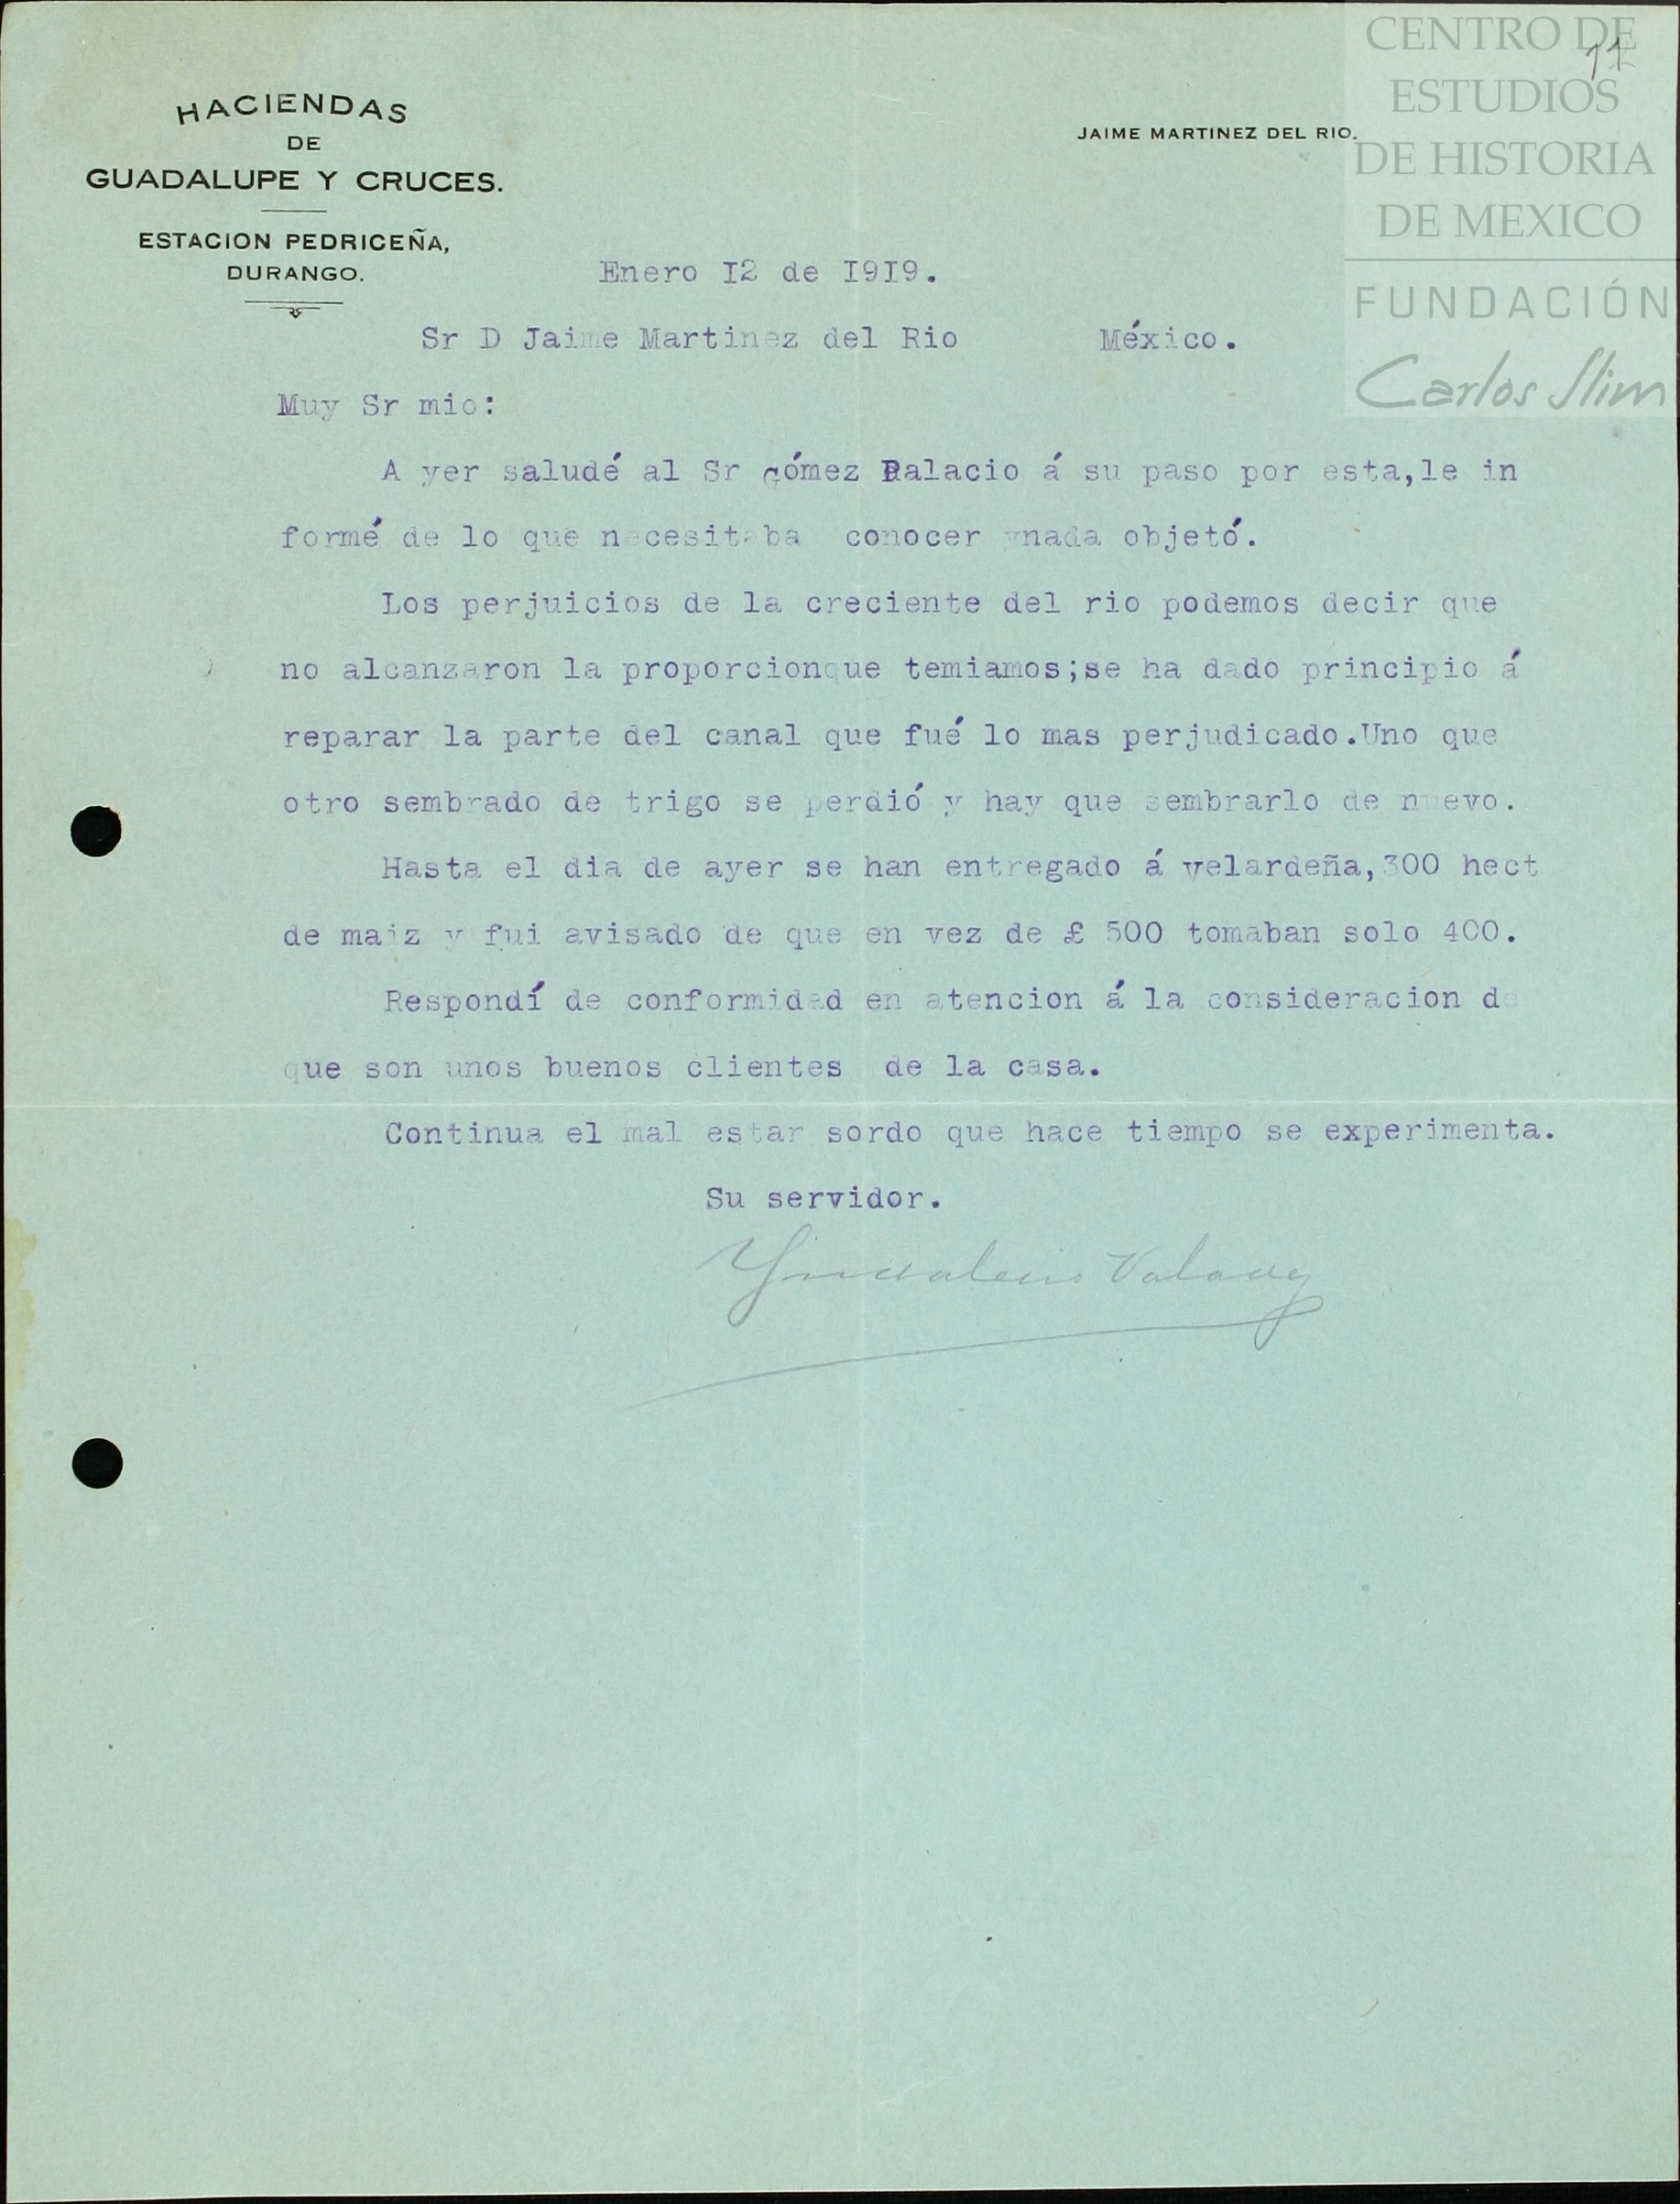 CENTRO DE
ESTUDIOS
DE HISTORIA
DE MEXICO
FUNDACIÓN
Carlos Slim
11
HACIENDAS
DE
GUADALUPE Y CRUCES.
ESTACION PEDRICEÑA,
DURANGO.
JAIME MARTINEZ DEL RIO.
Enero I2 de I9I9.
Sr D Jaime Martinez del Rio México.
Muy Sr mio:
A yer saludé al Sr Gómez Palacio á su paso por esta,le in
formé de lo que necesitaba conocer ynada objetó.
Los perjuicios de la creciente del rio podemos decir que
no alcanzaron la proporcionque temiamos;se ha dado principio á
reparar la parte del canal que fué lo mas perjudicado.Uno que
otro sembrado de trigo se perdió y hay que sembrarlo de nuevo.
Hasta el dia de ayer se han entregado á velardeña,300 hect
de maiz y fui avisado de que en vez de £ 500 tomaban solo 400.
Respondí de conformidad en atencion á la consideracion de
que son unos buenos clientes de la casa.
Continua el mal estar sordo que hace tiempo se experimenta.
Su servidor.
Yndalecio Valadez